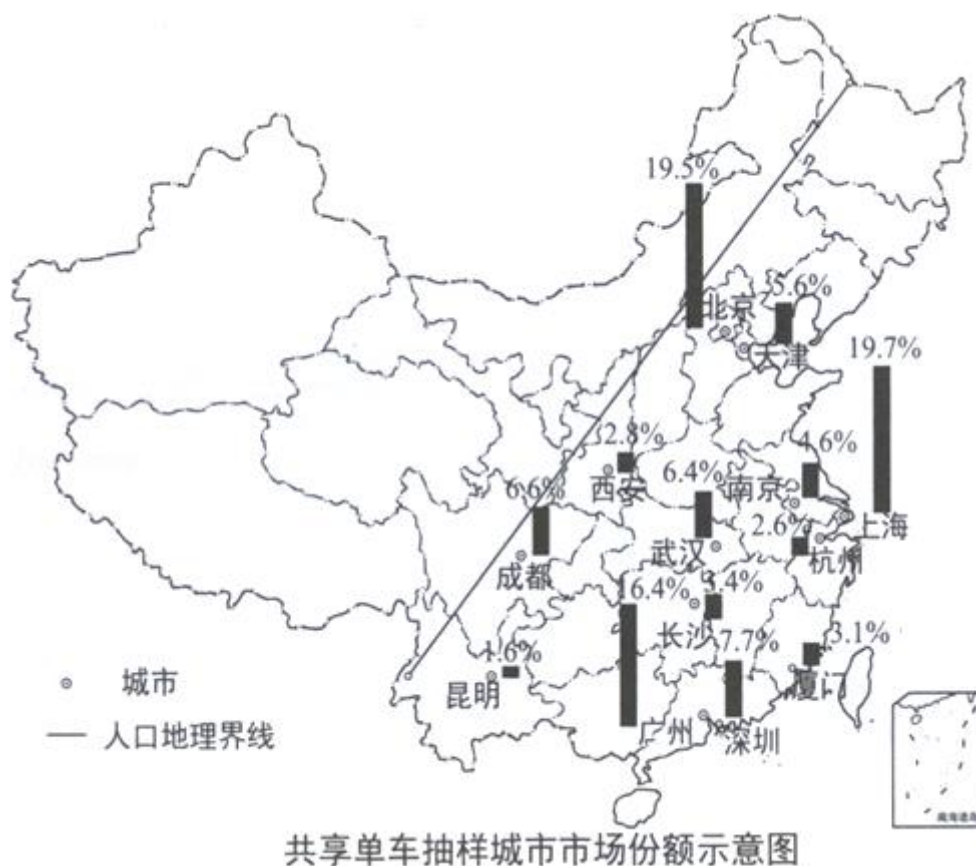 19.5%
5.6%
北京
天津
19.7%
2.8%
4.6%
西安
6.4%
南京
6.6%
上海
2.6%
武汉
杭州
成都
16.4%
3.4%
长沙
7.7%
3.1%
1.6%
厦门
城市
昆明
广州
深圳
人口地理界线
共享单车抽样城市市场份额示意图